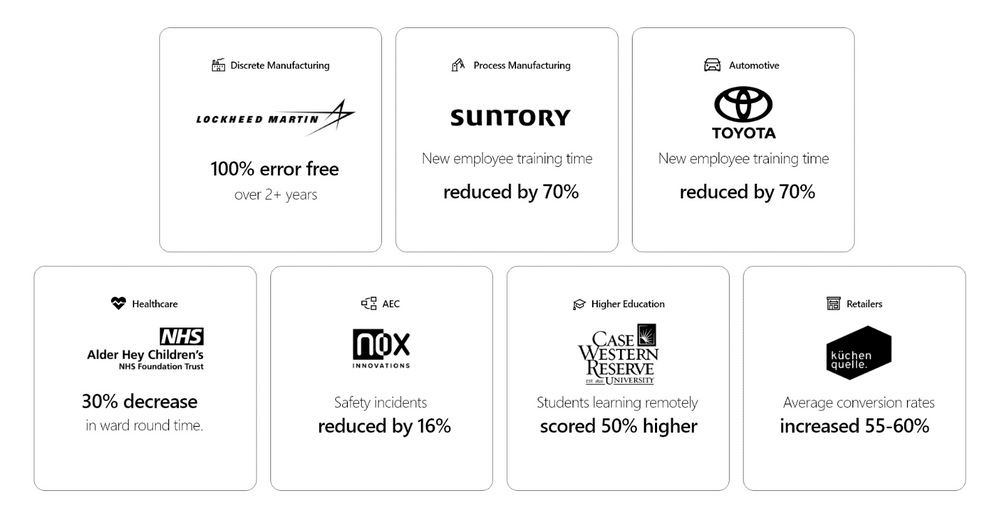 Discrete Manufacturing
LOCKHEED MARTIN
100% error free
over 2+ years
Process Manufacturing
SUNTORY
New employee training time
reduced by 70%
Automotive
TOYOTA
New employee training time
reduced by 70%
Healthcare
NHS
Alder Hey Children's
NHS Foundation Trust
30% decrease
in ward round time.
AEC
nox
INNOVATIONS
Safety incidents
reduced by 16%
Higher Education
CASE
WESTERN
RESERVE
UNIVERSITY
Students learning remotely
scored 50% higher
Retailers
küchen
quelle.
Average conversion rates
increased 55-60%